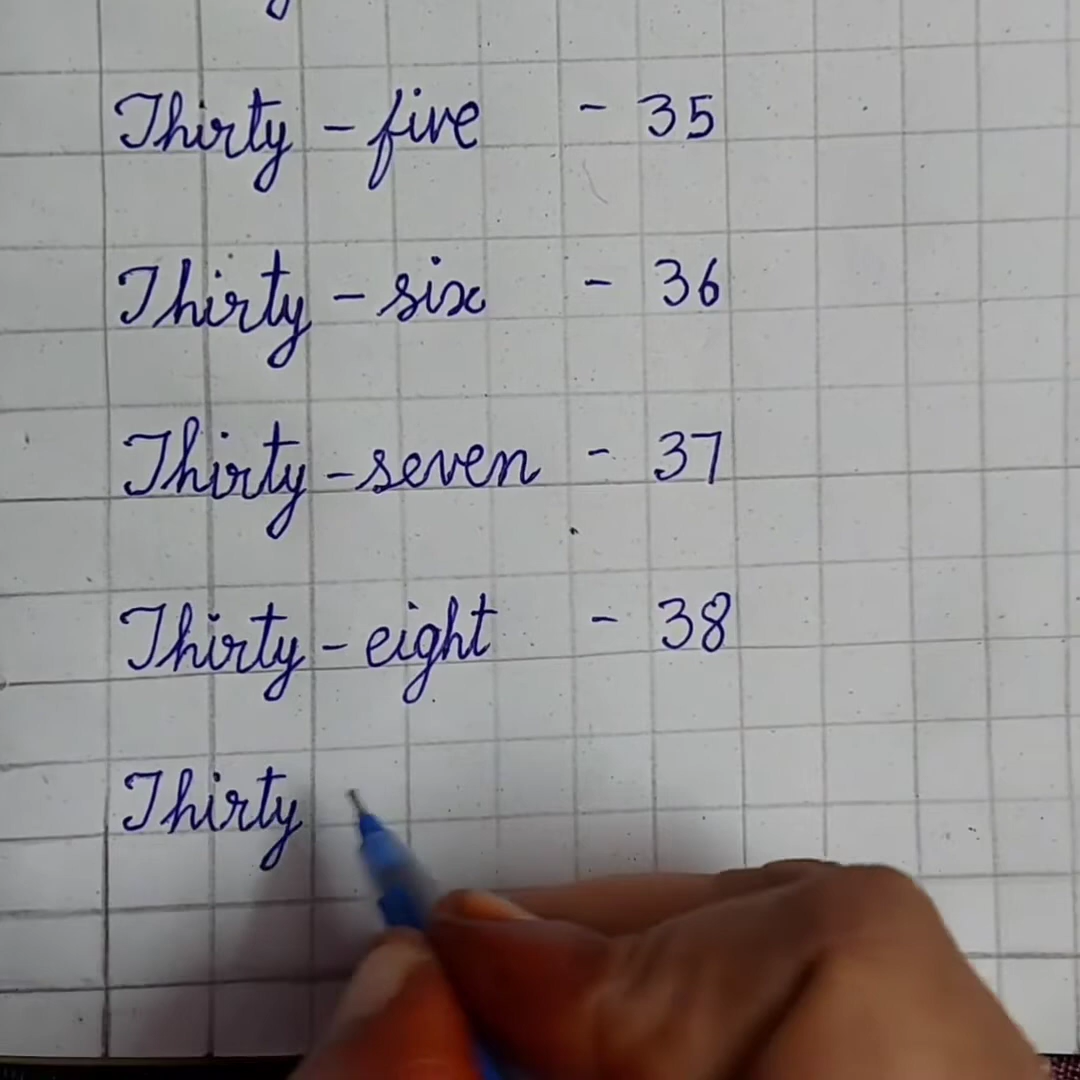 Thirty - five - 35
Thirty - six - 36
Thirty - seven - 37
Thirty - eight - 38
Thirty